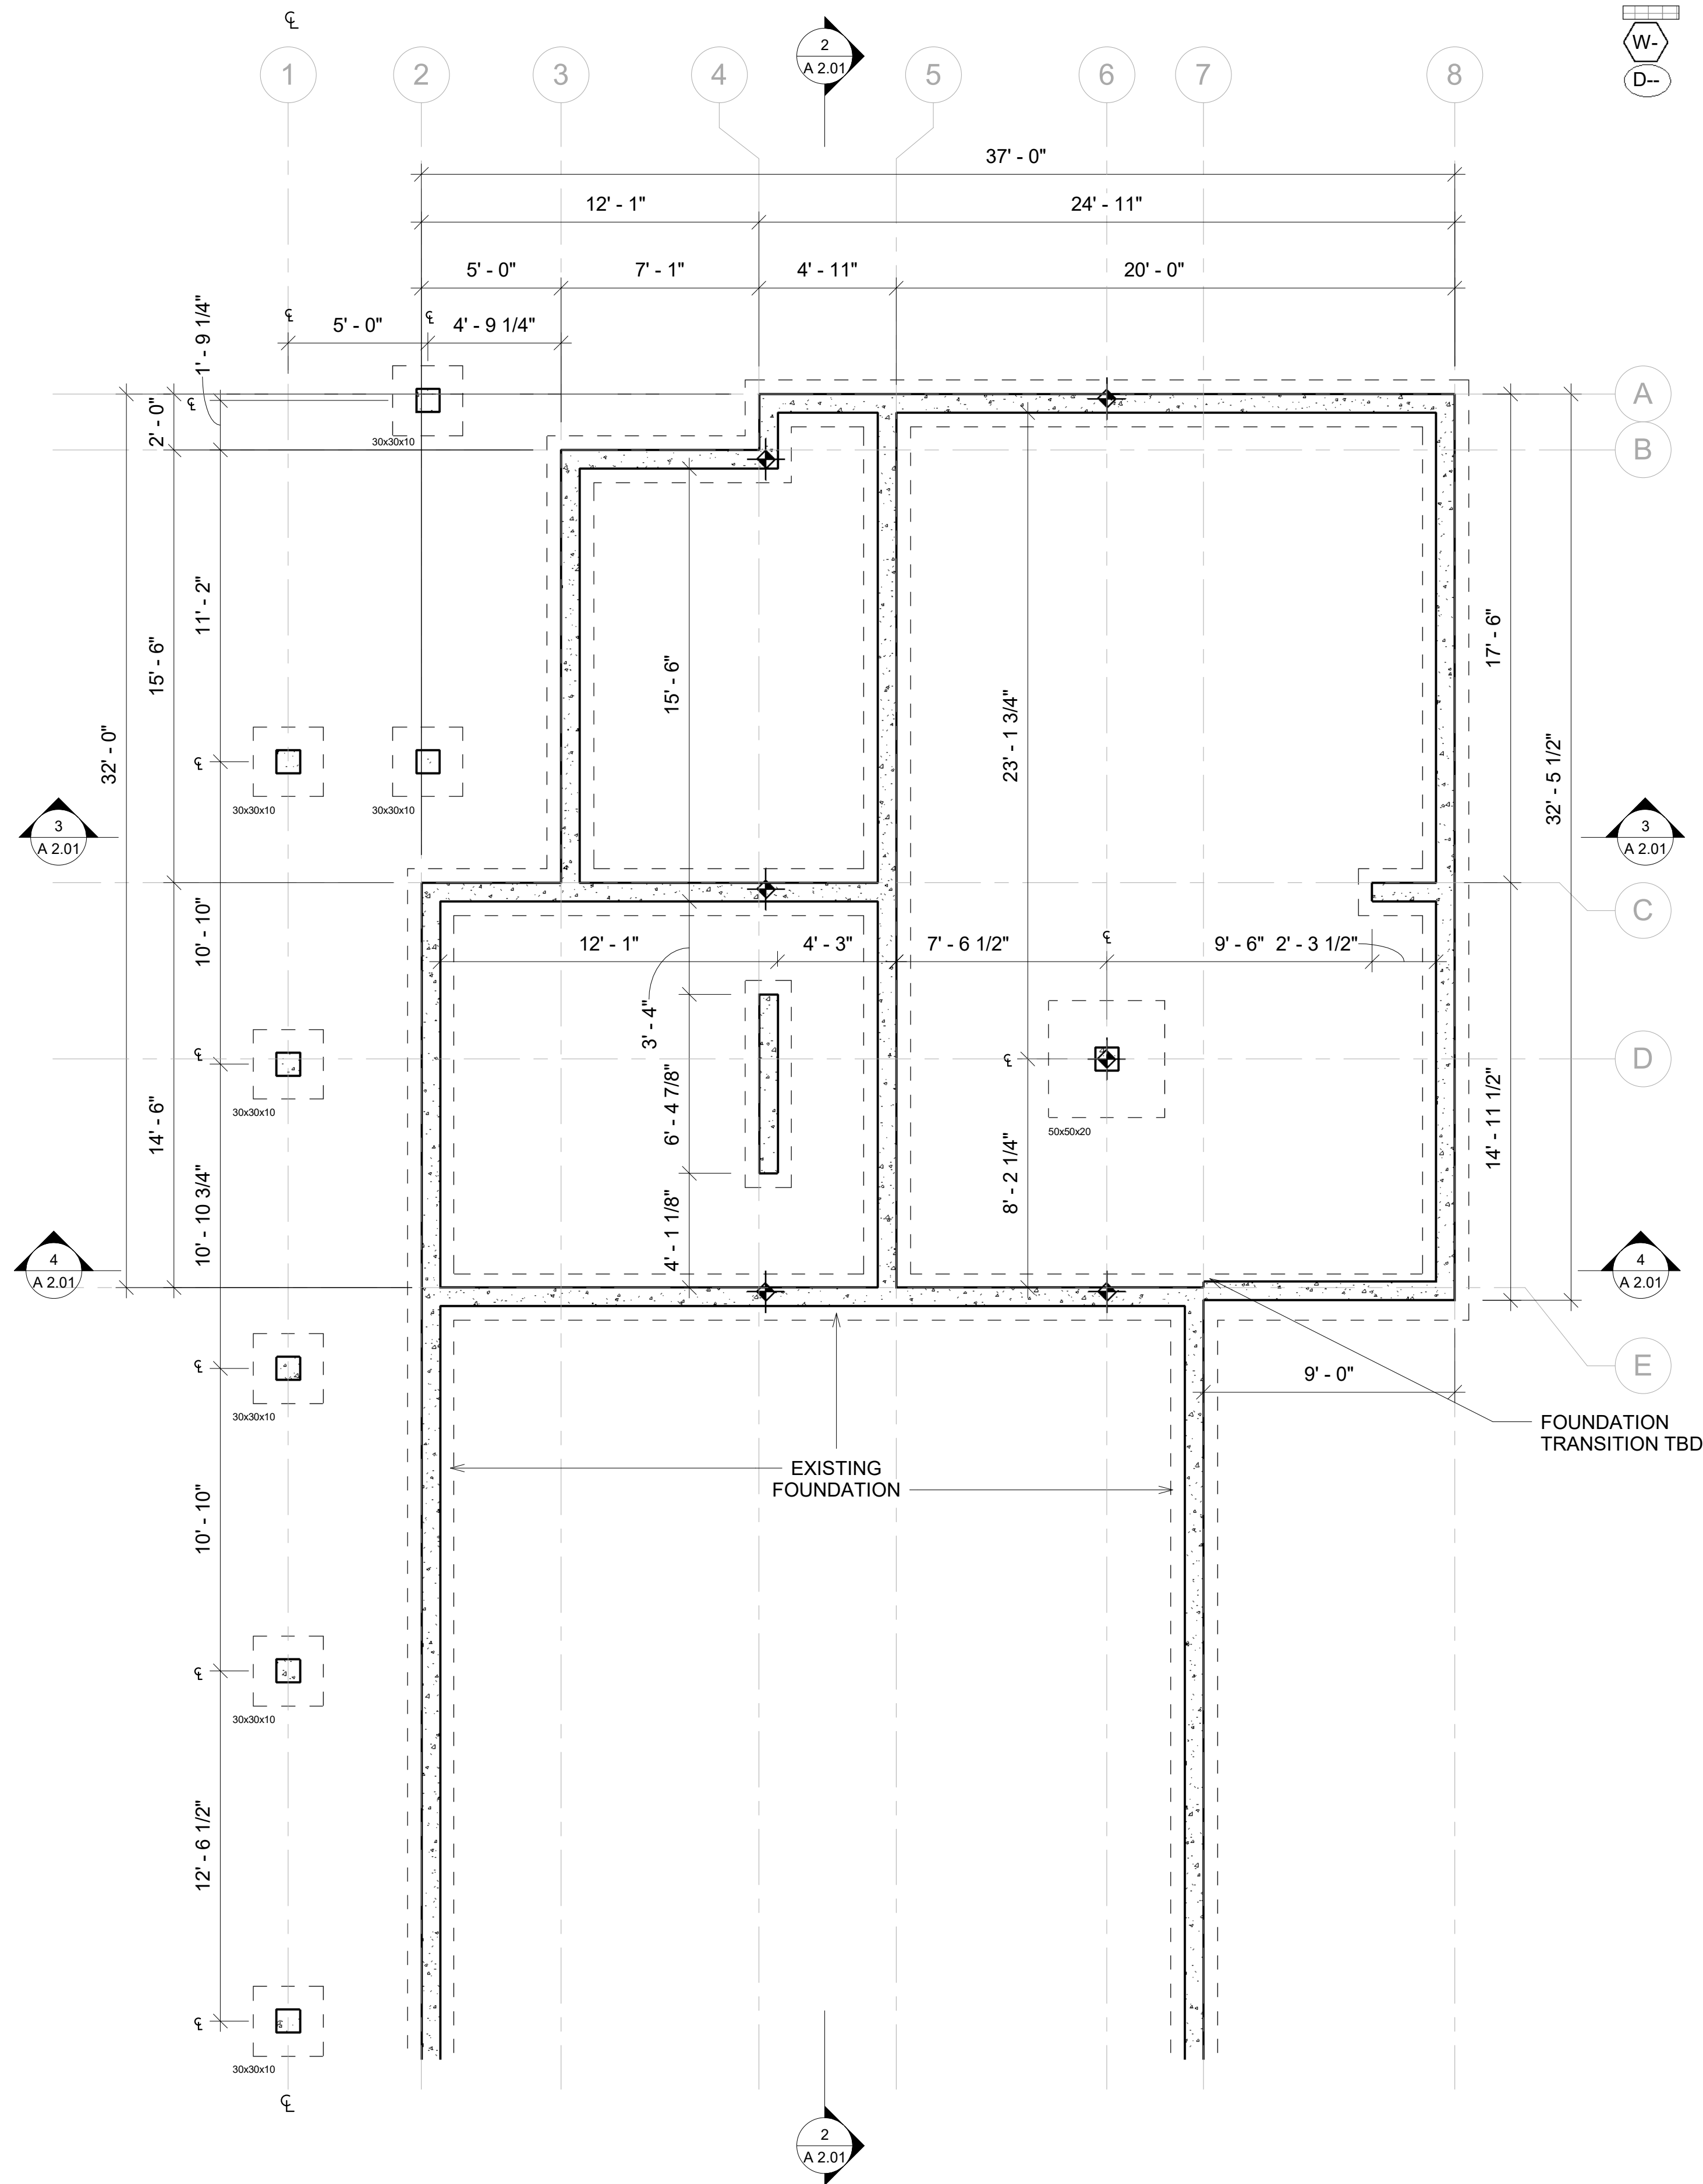 ℄
2
A 2.01
W-
D--
1
2
3
4
5
6
7
8
37' - 0"
12' - 1"
24' - 11"
5' - 0"
7' - 1"
4' - 11"
20' - 0"
℄
5' - 0"
℄
4' - 9 1/4"
1' - 9 1/4"
2' - 0"
℄
A
30x30x10
B
11' - 2"
15' - 6"
15' - 6"
17' - 6"
32' - 0"
23' - 1 3/4"
32' - 5 1/2"
℄
30x30x10
30x30x10
3
A 2.01
3
A 2.01
C
10' - 10"
12' - 1"
4' - 3"
7' - 6 1/2"
℄
9' - 6"
2' - 3 1/2"
3' - 4"
℄
℄
D
30x30x10
6' - 4 7/8"
50x50x20
14' - 6"
14' - 11 1/2"
10' - 10 3/4"
4' - 1 1/8"
8' - 2 1/4"
4
A 2.01
4
A 2.01
℄
E
9' - 0"
30x30x10
FOUNDATION
TRANSITION TBD
EXISTING
FOUNDATION
10' - 10"
℄
30x30x10
12' - 6 1/2"
℄
30x30x10
℄
2
A 2.01